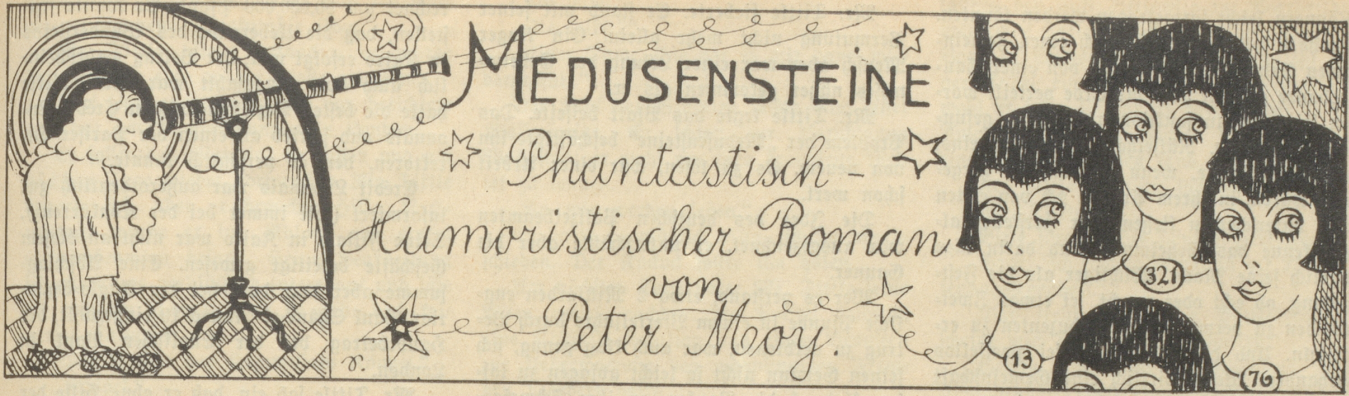 MEDUSENSTEINE
Phantastisch-
Humoristischer Roman
von
Peter Moy.
13
321
76